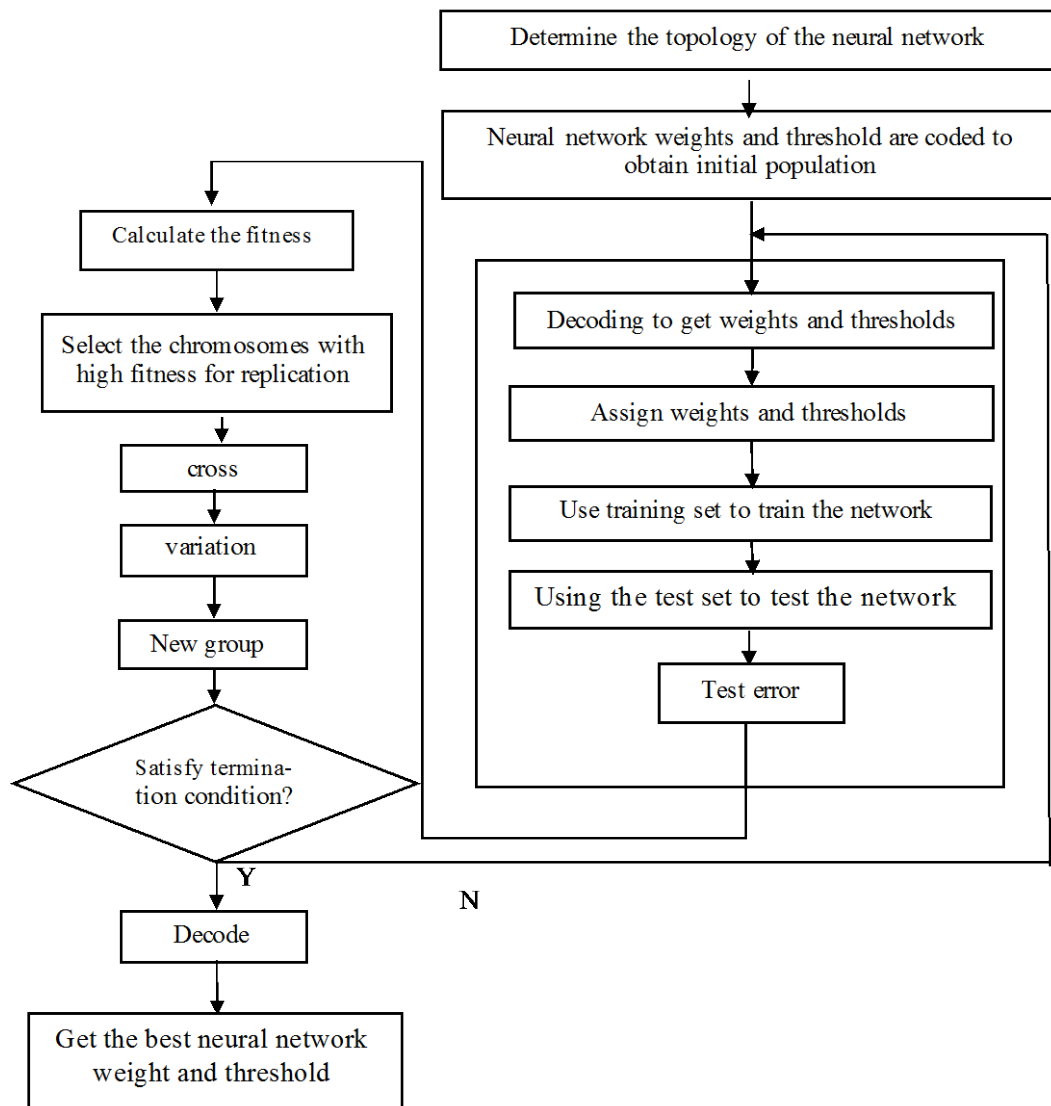 Determine the topology of the neural network
Neural network weights and threshold are coded to
obtain initial population
Decoding to get weights and thresholds
Assign weights and thresholds
Use training set to train the network
Using the test set to test the network
Test error
Calculate the fitness
Select the chromosomes with
high fitness for replication
cross
variation
New group
Satisfy termina-
tion condition?
Y
N
Decode
Get the best neural network
weight and threshold